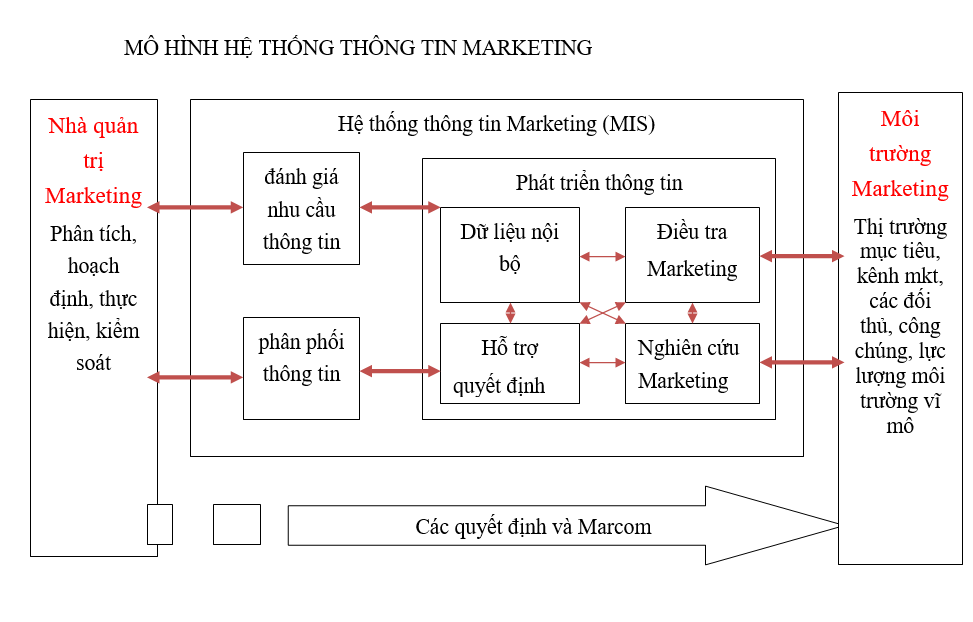 MÔ HÌNH HỆ THỐNG THÔNG TIN MARKETING
Nhà quản
trị
Marketing
Phân tích,
hoạch
định, thực
hiện, kiểm
soát
Hệ thống thông tin Marketing (MIS)
đánh giá
nhu cầu
thông tin
phân phối
thông tin
Phát triển thông tin
Dữ liệu nội
bộ
Điều tra
Marketing
Hỗ trợ
quyết định
Nghiên cứu
Marketing
Môi
trường
Marketing
Thị trường
mục tiêu,
kênh mkt,
các đối
thủ, công
chúng, lực
lượng môi
trường vĩ
mô
Các quyết định và Marcom